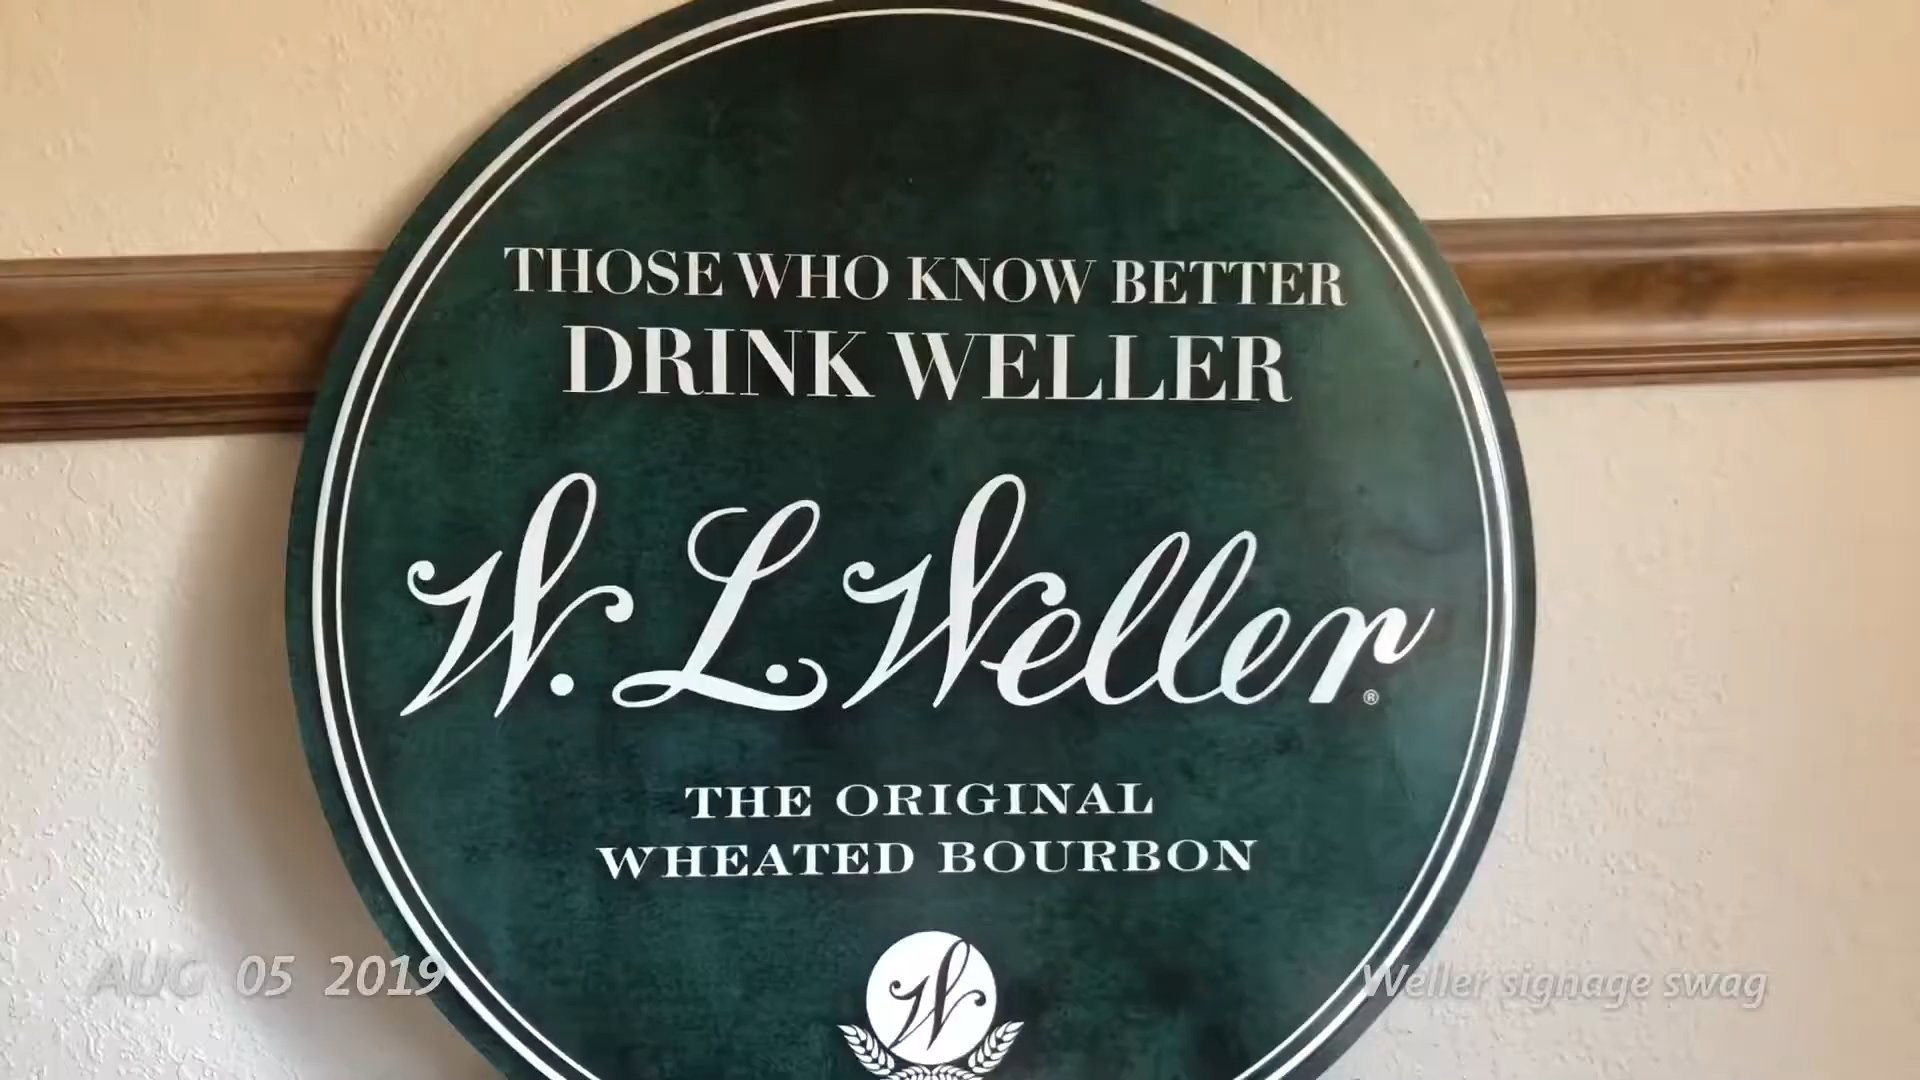 THOSE WHO KNOW BETTER
DRINK WELLER
W. L. Weller®
THE ORIGINAL
WHEATED BOURBON
W
AUG 05 2019
Weller signage swag